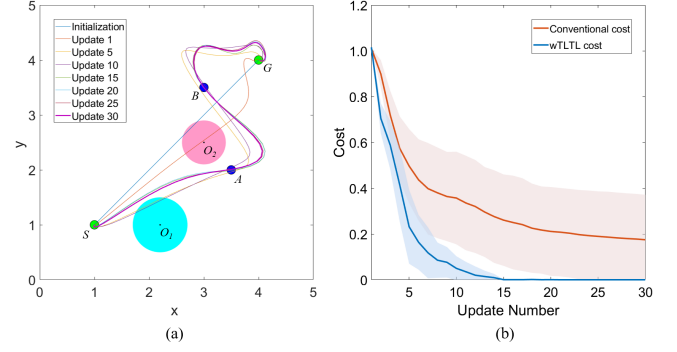 5
4
3
2
1
0
0
1
2
3
4
5
y
x
Initialization
Update 1
Update 5
Update 10
Update 15
Update 20
Update 25
Update 30
G
B
O2
A
S
O1
(a)
1.2
1.0
0.8
0.6
0.4
0.2
0
5
10
15
20
25
30
Cost
Update Number
Conventional cost
wTLTL cost
(b)